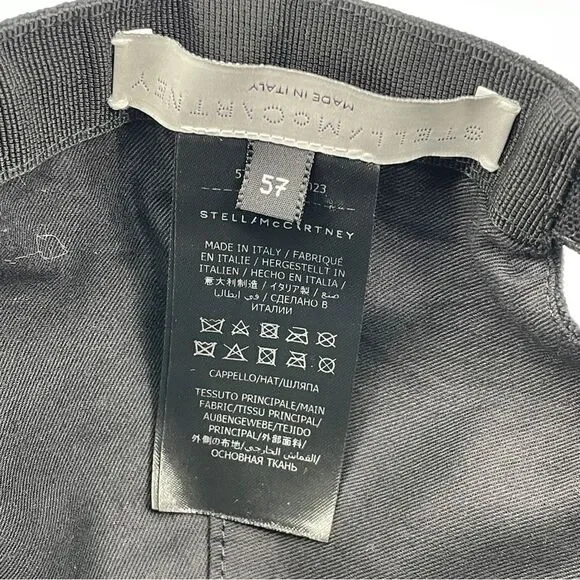 STELLA McCARTNEY
MADE IN ITALY
57
STELLA McCARTNEY
MADE IN ITALY / FABRIQUÉ
EN ITALIE / HERGESTELLT IN
ITALIEN / HECHO EN ITALIA /
意大利制造 / イタリア製 / صنع
في إيطاليا / СДЕЛАНО В
ИТАЛИИ
CAPPELLO/HAT/ШЛЯПА
TESSUTO PRINCIPALE/MAIN
FABRIC/TISSU PRINCIPAL/
AUßENGEWEBE/TEJIDO
PRINCIPAL/外部面料/
外側の布地/القماش الخارجي/
ОСНОВНАЯ ТКАНЬ